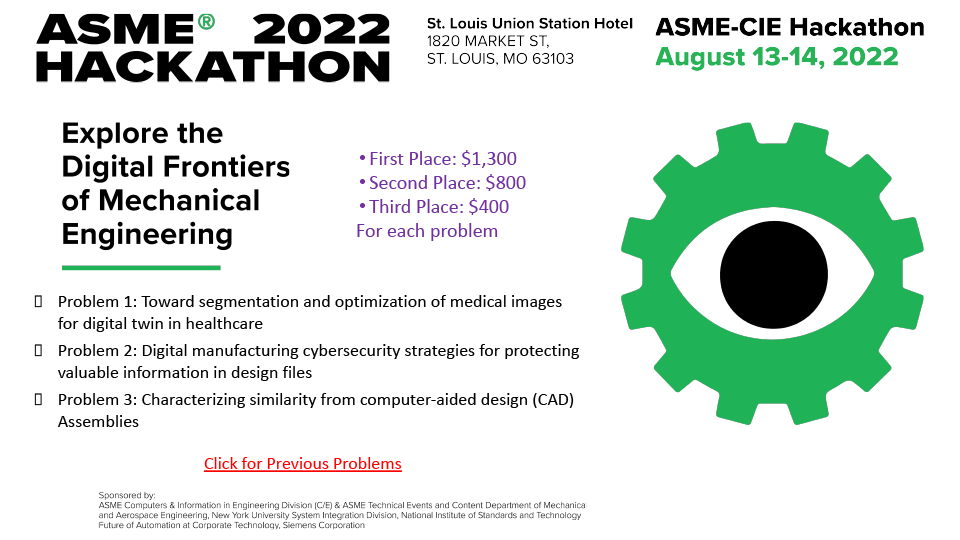 ASME® 2022
HACKATHON
St. Louis Union Station Hotel
1820 MARKET ST,
ST. LOUIS, MO 63103
ASME-CIE Hackathon
August 13-14, 2022
Explore the
Digital Frontiers
of Mechanical
Engineering
• First Place: $1,300
• Second Place: $800
• Third Place: $400
For each problem
Problem 1: Toward segmentation and optimization of medical images
for digital twin in healthcare
Problem 2: Digital manufacturing cybersecurity strategies for protecting
valuable information in design files
Problem 3: Characterizing similarity from computer-aided design (CAD)
Assemblies
Click for Previous Problems
Sponsored by:
ASME Computers & Information in Engineering Division (C/E) & ASME Technical Events and Content Department of Mechanica
and Aerospace Engineering, New York University System Integration Division, National Institute of Standards and Technology
Future of Automation at Corporate Technology, Siemens Corporation